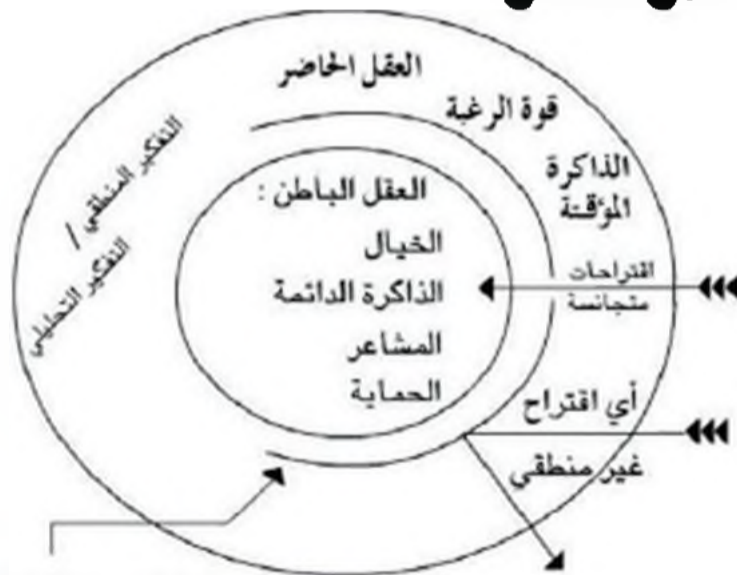 العقل الحاضر
قوة الرغبة
الذاكرة
المؤقتة
التفكير المنطقي /
التفكير التحليلي
العقل الباطن :
الخيال
الذاكرة الدائمة
المشاعر
الحماية
اقتراحات
متجانسة
أي اقتراح
غير منطقي